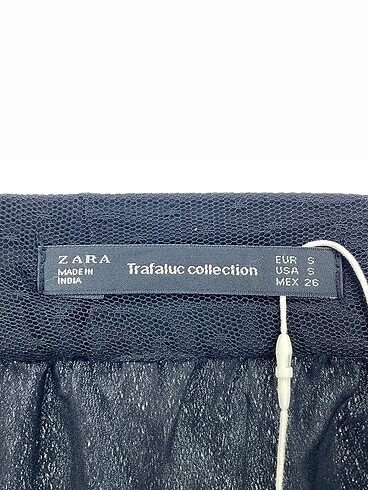 ZARA
MADE IN
INDIA
Trafaluc collection
EUR S
USA S
MEX 26